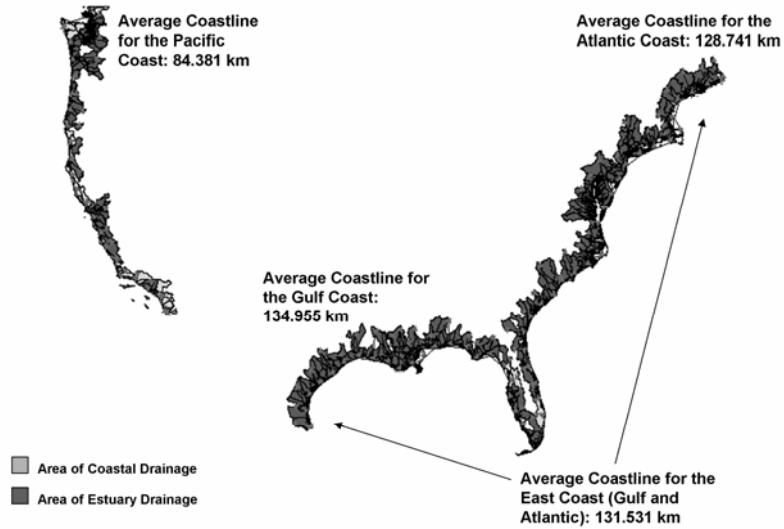 Average Coastline
for the Pacific
Coast: 84.381 km
Average Coastline for the
Atlantic Coast: 128.741 km
Average Coastline for
the Gulf Coast:
134.955 km
Area of Coastal Drainage
Area of Estuary Drainage
Average Coastline for the
East Coast (Gulf and
Atlantic): 131.531 km